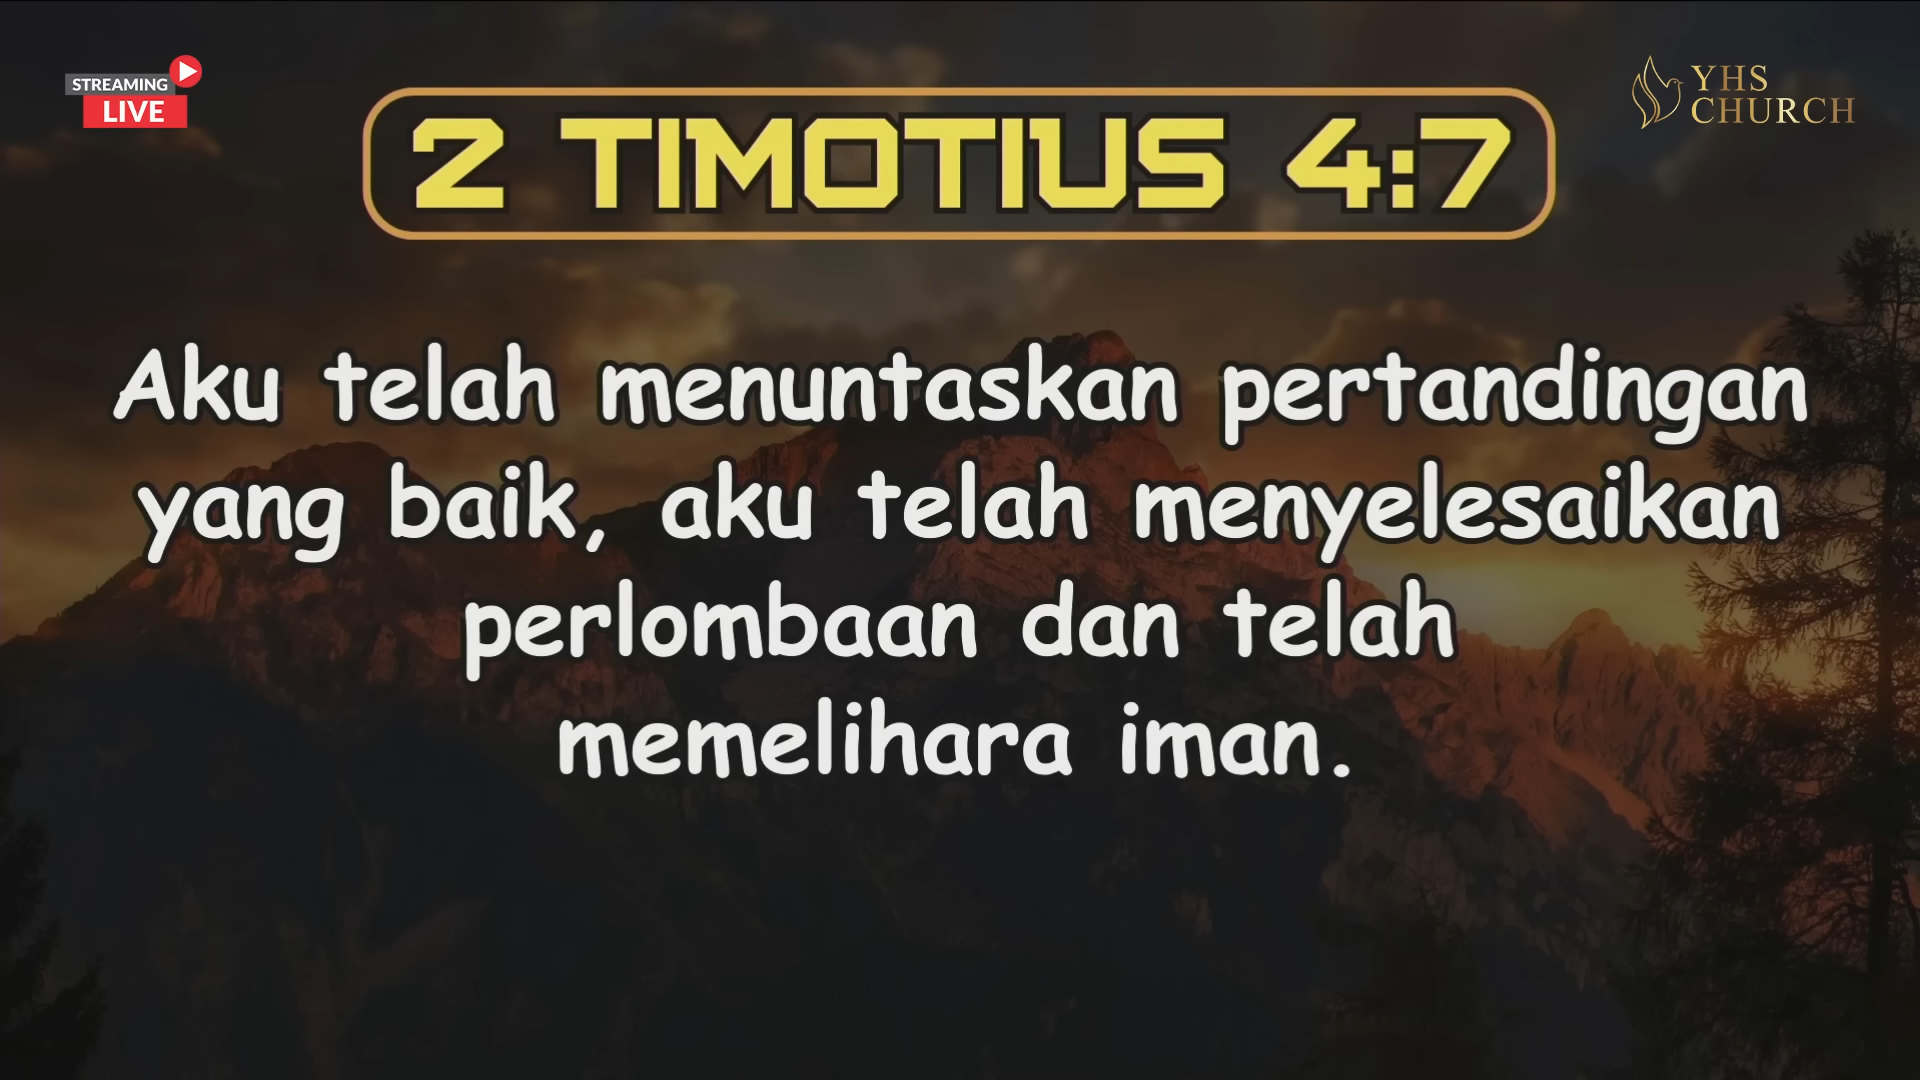 STREAMING
LIVE
YHS
CHURCH
2 TIMOTIUS 4:7
Aku telah menuntaskan pertandingan
yang baik, aku telah menyelesaikan
perlombaan dan telah
memelihara iman.